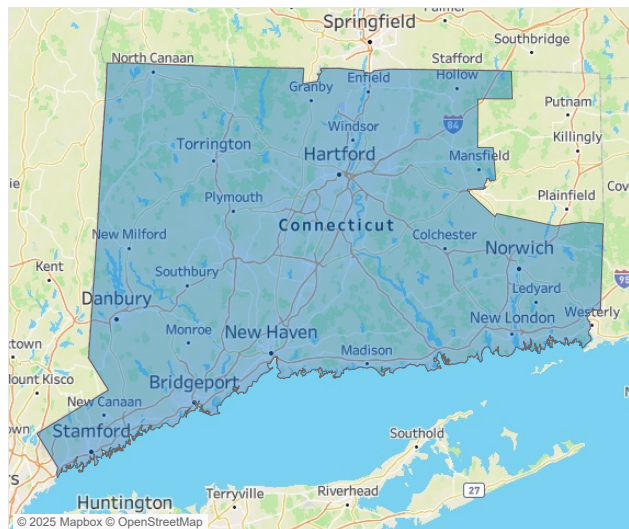 Palmer
Springfield
Southbridge
North Canaan
Stafford
Hollow
Granby
Enfield
Putnam
Windsor
84
Killingly
Torrington
Hartford
Mansfield
Plymouth
Plainfield
Connecticut
Colchester
New Milford
Norwich
Kent
Southbury
95
Danbury
Ledyard
Westerly
Monroe
New Haven
New London
Madison
Mount Kisco
Bridgeport
New Canaan
Stamford
Southold
Huntington
Terryville
Riverhead
27
© 2025 Mapbox © OpenStreetMap